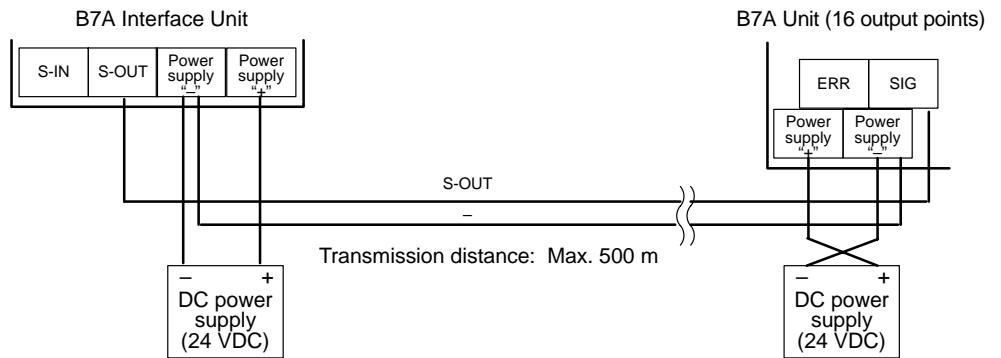 B7A Interface Unit
B7A Unit (16 output points)
S-IN
S-OUT
Power
supply
“–”
Power
supply
“+”
ERR
SIG
Power
supply
“+”
Power
supply
“–”
S-OUT
–
Transmission distance: Max. 500 m
– +
DC power
supply
(24 VDC)
– +
DC power
supply
(24 VDC)